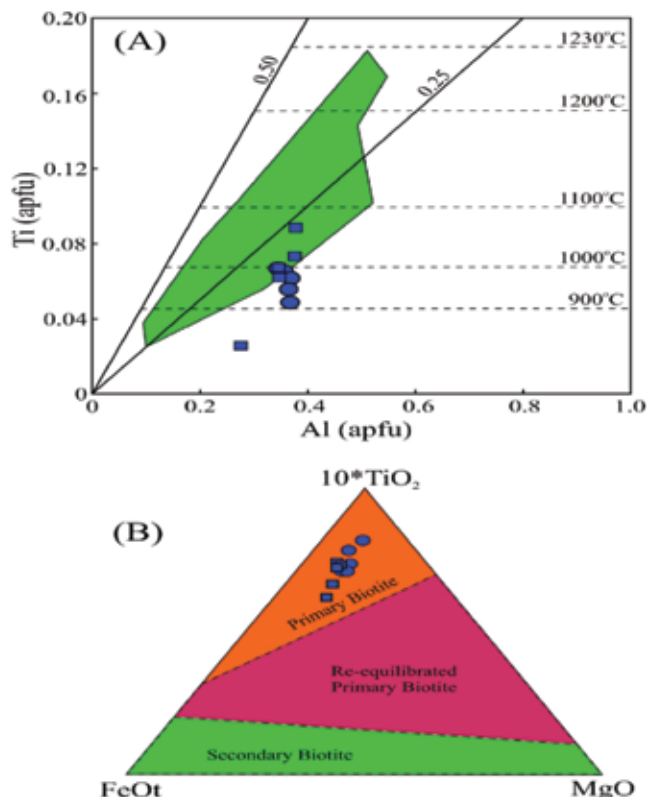 (A)
0.20
0.16
0.12
0.08
0.04
0
Ti (apfu)
0.50
0.25
1230°C
1200°C
1100°C
1000°C
900°C
0 0.2 0.4 0.6 0.8 1.0
Al (apfu)
(B)
10*TiO₂
Primary Biotite
Re-equilibrated
Primary Biotite
Secondary Biotite
FeOt MgO